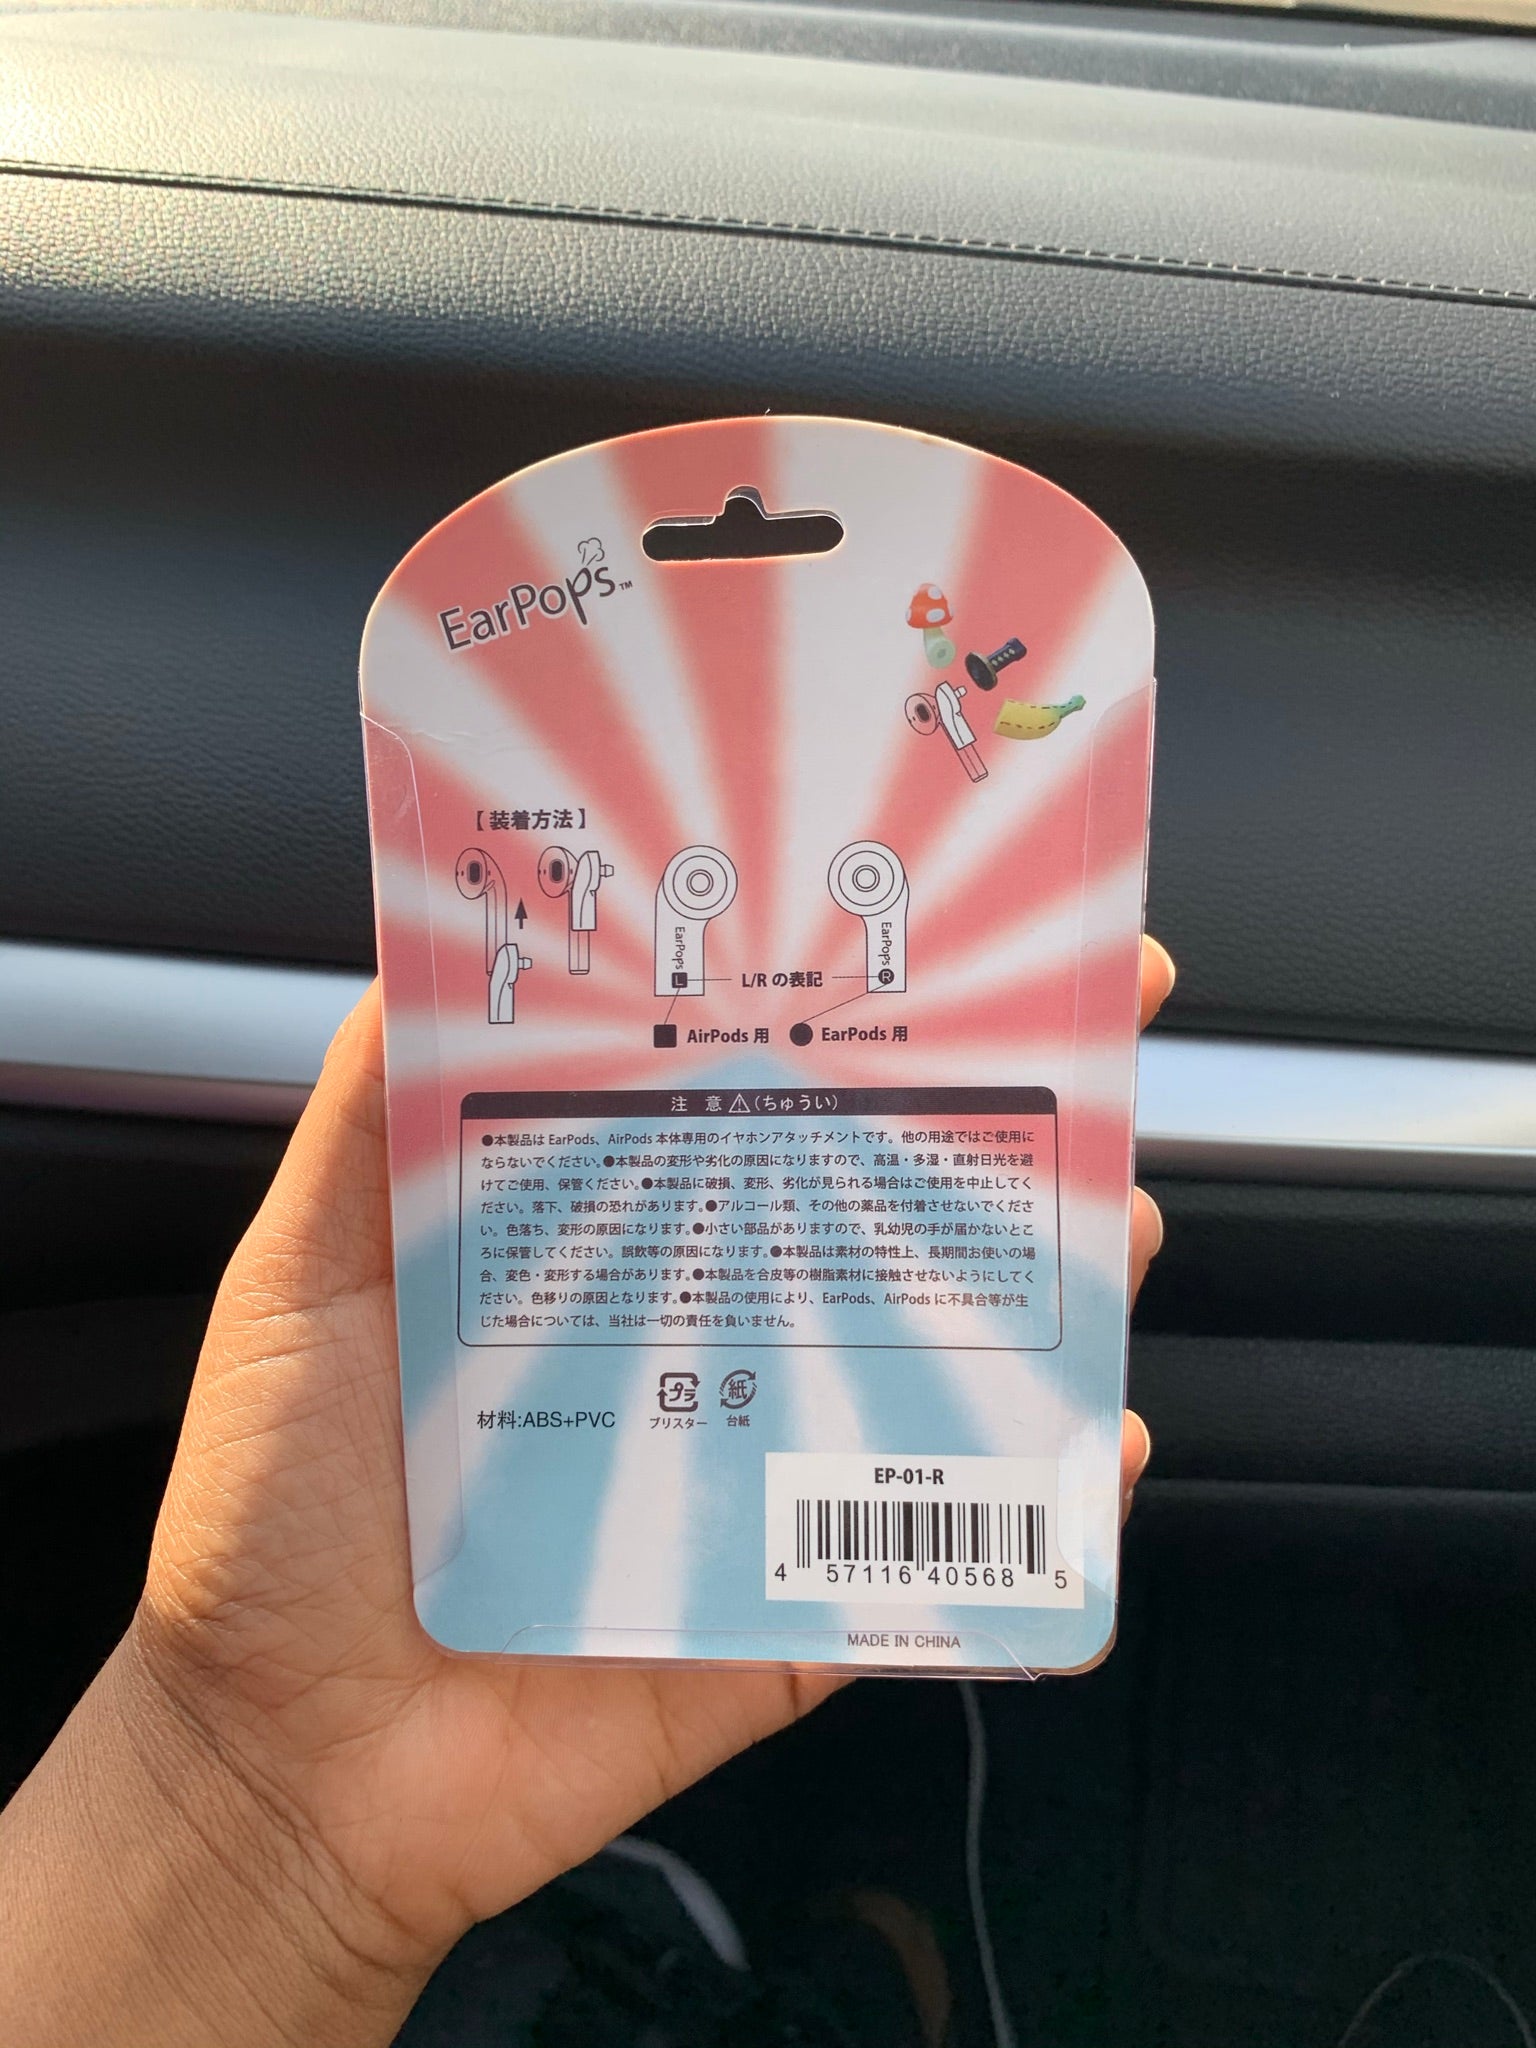 EarPops™
【装着方法】
EarPops
L
EarPops
R
L/R の表記
AirPods 用 EarPods 用
注 意 ⚠ (ちゅうい)
●本製品は EarPods、AirPods 本体専用のイヤホンアタッチメントです。他の用途ではご使用に
ならないでください。●本製品の変形や劣化の原因になりますので、高温・多湿・直射日光を避
けてご使用、保管ください。●本製品に破損、変形、劣化が見られる場合はご使用を中止してく
ださい。落下、破損の恐れがあります。●アルコール類、その他の薬品を付着させないでくださ
い。色落ち、変形の原因になります。●小さい部品がありますので、乳幼児の手が届かないとこ
ろに保管してください。誤飲等の原因になります。●本製品は素材の特性上、長期間お使いの場
合、変色・変形する場合があります。●本製品を合皮等の樹脂素材に接触させないようにしてく
ださい。色移りの原因となります。●本製品の使用により、EarPods、AirPods に不具合等が生
じた場合については、当社は一切の責任を負いません。
材料:ABS+PVC
プラ
ブリスター
紙
台紙
EP-01-R
4 57116 40568 5
MADE IN CHINA